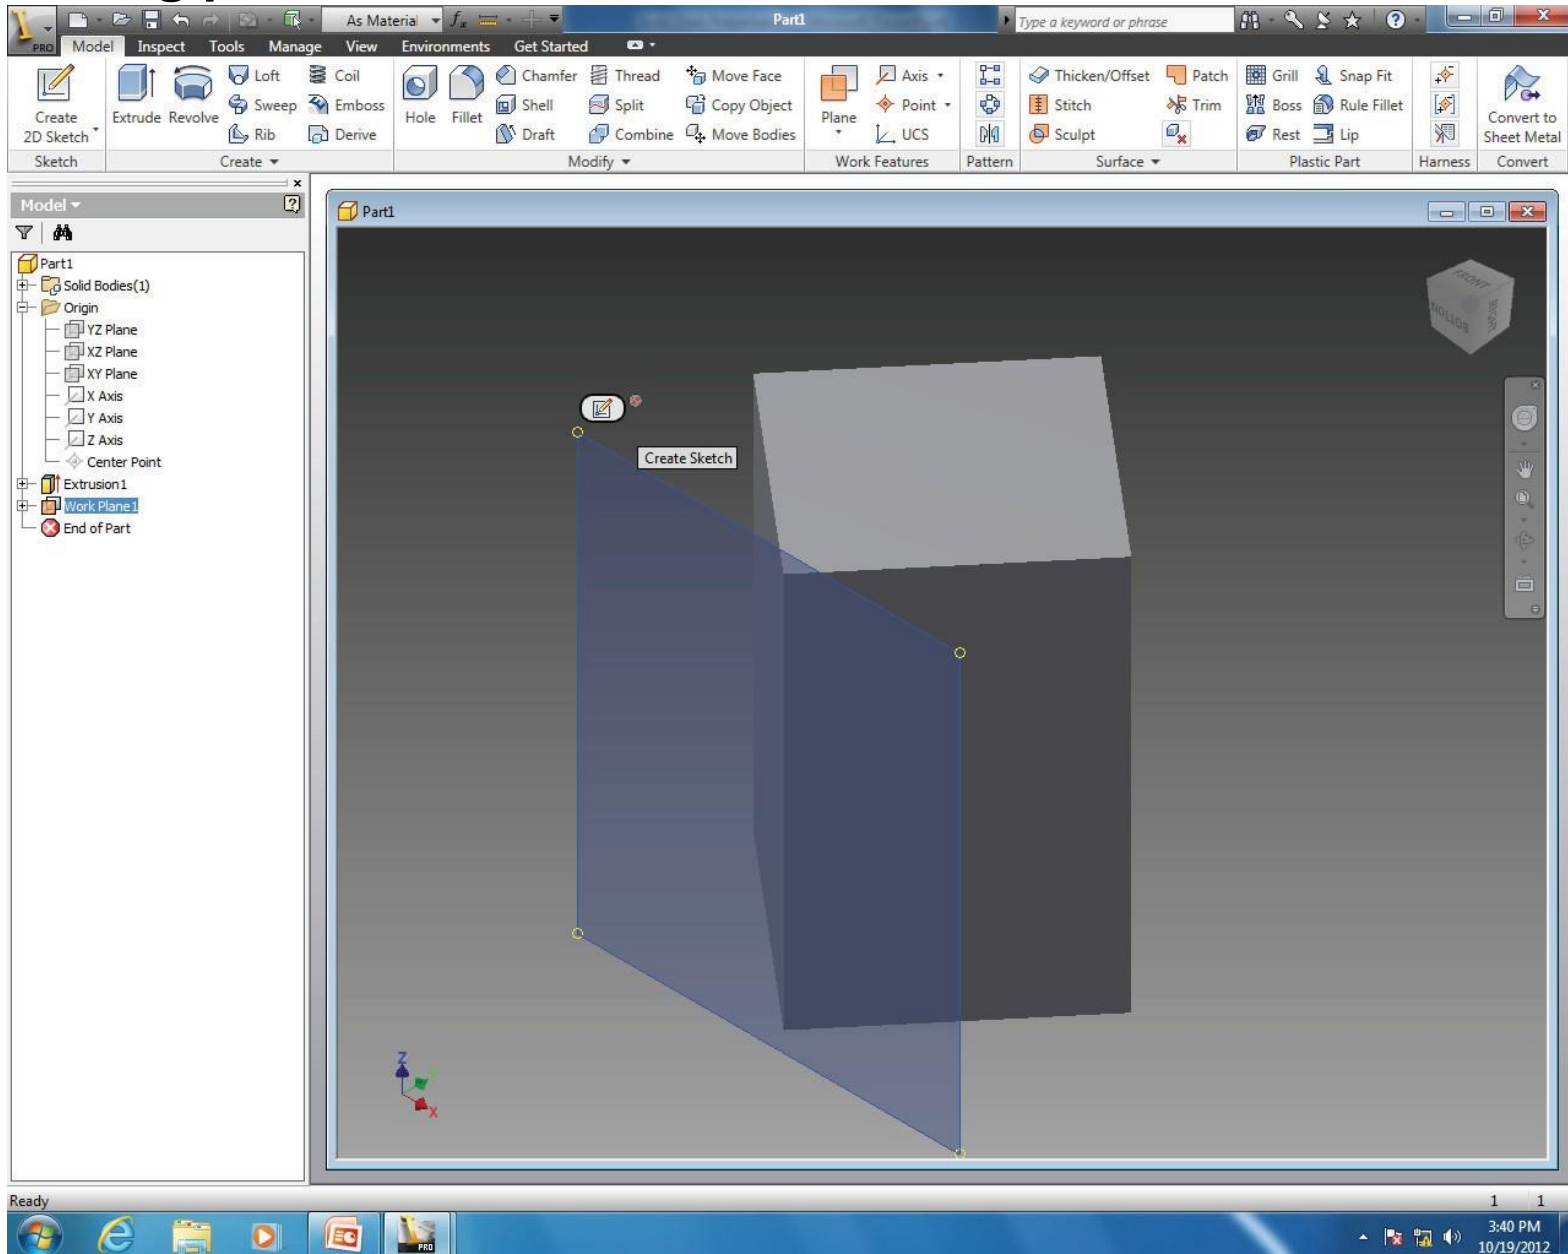 As Material
Part1
Type a keyword or phrase
PRO
Model Inspect Tools Manage View Environments Get Started
Loft Coil Chamfer Thread Move Face Axis Thicken/Offset Patch Grill Snap Fit
Create Extrude Revolve Sweep Emboss Hole Fillet Shell Split Copy Object Plane Point Stitch Trim Boss Rule Fillet Convert to
2D Sketch Rib Derive Draft Combine Move Bodies UCS Sculpt Rest Lip Sheet Metal
Sketch Create Modify Work Features Pattern Surface Plastic Part Harness Convert
Model
Part1
Part1
Solid Bodies(1)
Origin
YZ Plane
XZ Plane
XY Plane
X Axis
Y Axis
Z Axis
Center Point
Extrusion1
Work Plane1
End of Part
FRONT
BOTTOM
RIGHT
Create Sketch
Z
X
Ready
1 1
PRO
3:40 PM
10/19/2012